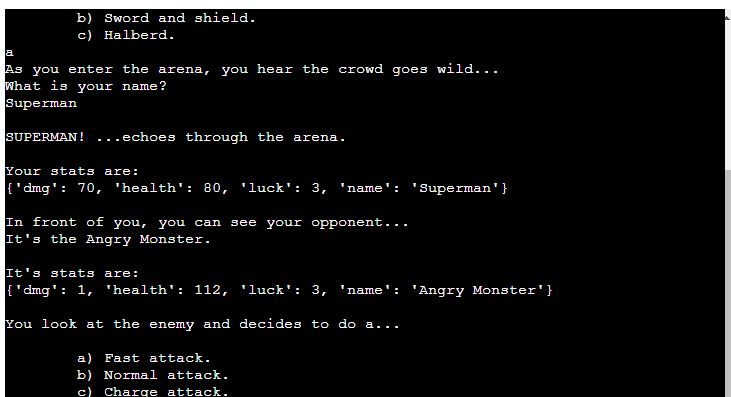 b) Sword and shield.
c) Halberd.
a
As you enter the arena, you hear the crowd goes wild...
What is your name?
Superman
SUPERMAN! ...echoes through the arena.
Your stats are:
{'dmg': 70, 'health': 80, 'luck': 3, 'name': 'Superman'}
In front of you, you can see your opponent...
It's the Angry Monster.
It's stats are:
{'dmg': 1, 'health': 112, 'luck': 3, 'name': 'Angry Monster'}
You look at the enemy and decides to do a...
a) Fast attack.
b) Normal attack.
c) Charge attack.